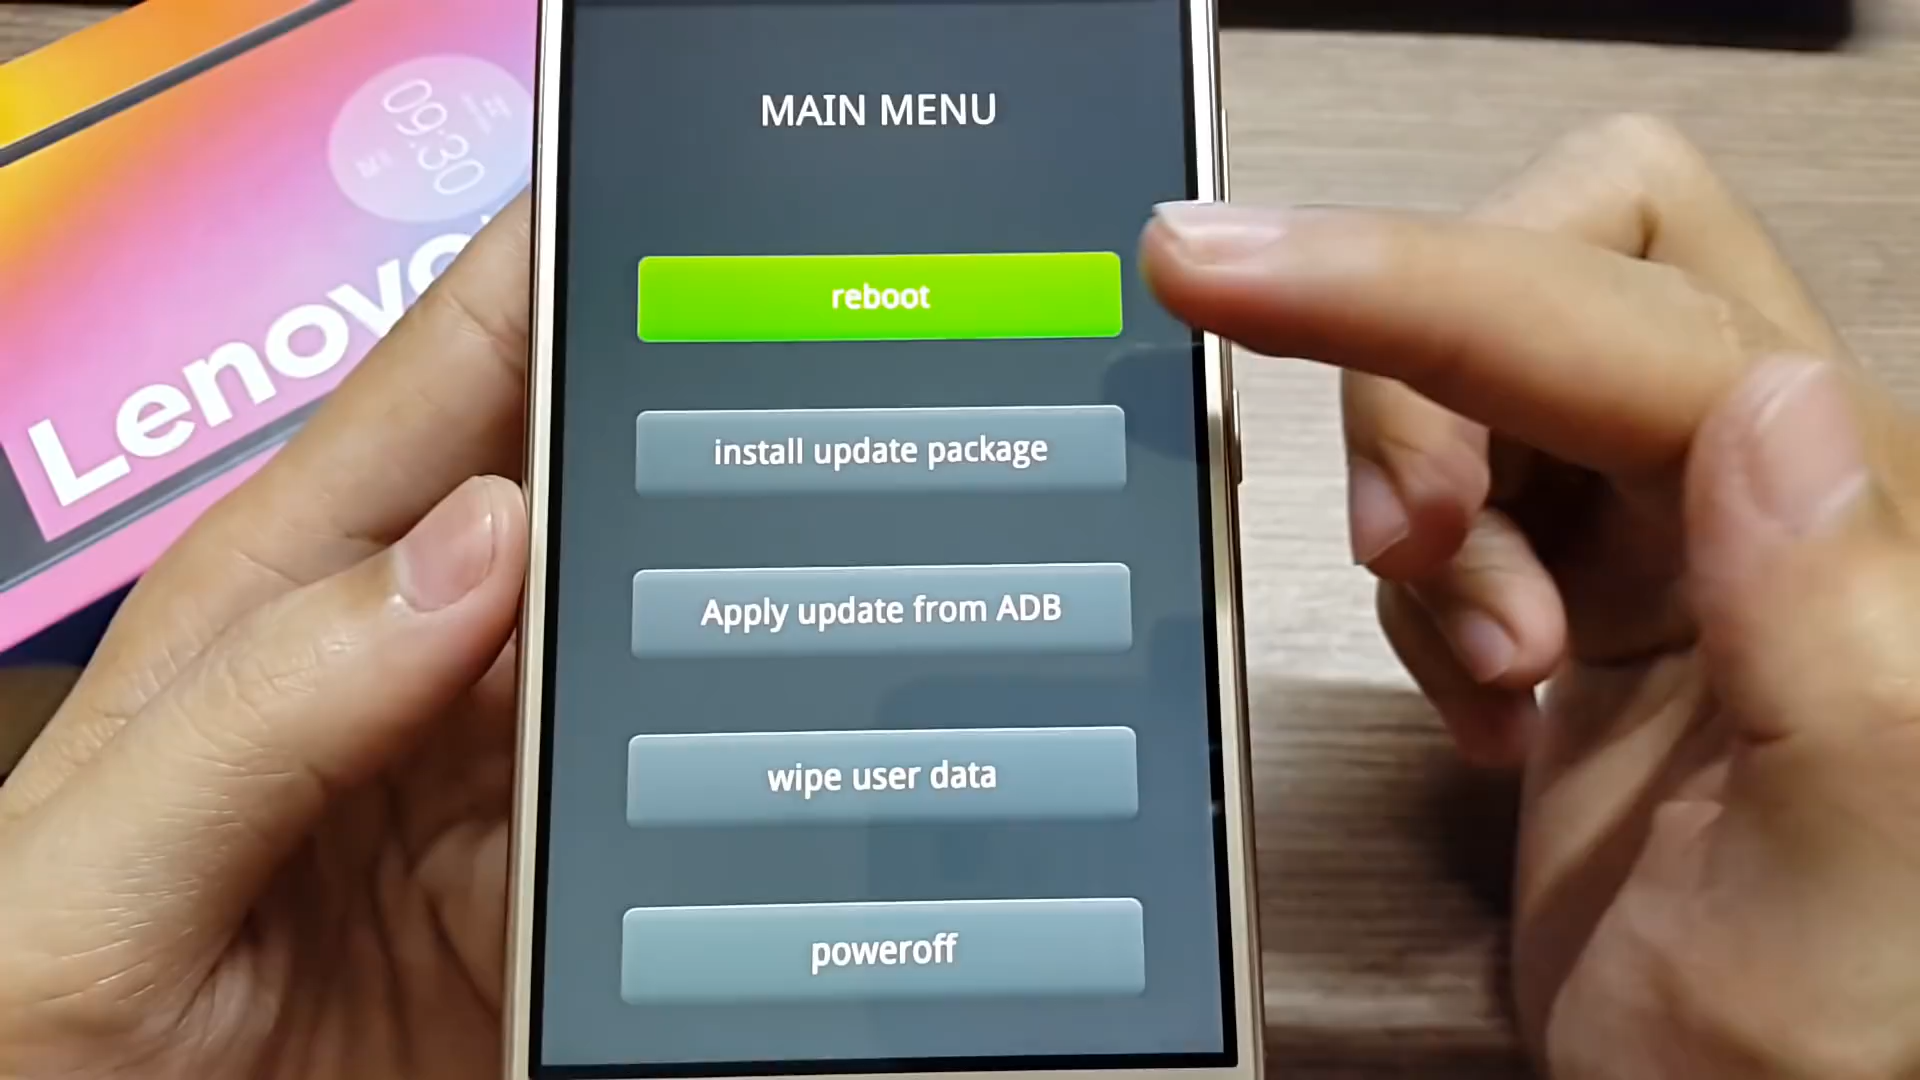 09:30
Lenovo
MAIN MENU
reboot
install update package
Apply update from ADB
wipe user data
poweroff